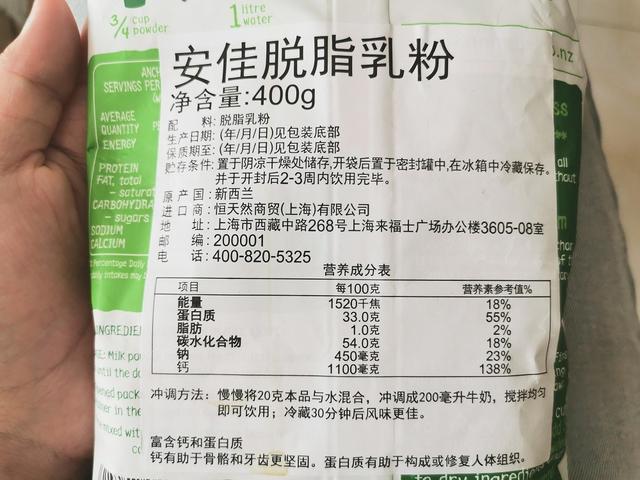 3/4 cup powder
1 litre water
o.nz
安佳脱脂乳粉
净含量:400g
配 料: 脱脂乳粉
生产日期: (年/月/日)见包装底部
保质期至: (年/月/日)见包装底部
贮存条件: 置于阴凉干燥处储存,开袋后置于密封罐中,在冰箱中冷藏保存。
并于开封后2-3周内饮用完毕。
原 产 国: 新西兰
进 口 商: 恒天然商贸(上海)有限公司
地 址: 上海市西藏中路268号上海来福士广场办公楼3605-08室
邮 编: 200001
电 话: 400-820-5325
营养成分表
项目 每100克 营养素参考值%
能量 1520千焦 18%
蛋白质 33.0克 55%
脂肪 1.0克 2%
碳水化合物 54.0克 18%
钠 450毫克 23%
钙 1100毫克 138%
冲调方法: 慢慢将20克本品与水混合，冲调成200毫升牛奶，搅拌均匀
即可饮用；冷藏30分钟后风味更佳。
富含钙和蛋白质
钙有助于骨骼和牙齿更坚固。蛋白质有助于构成或修复人体组织。
SERVINGS PER
AVERAGE
QUANTITY
ENERGY
PROTEIN
FAT, total
CARBOHYDRA
- sugars
SODIUM
CALCIUM
INGREDIE
to dry ingredi